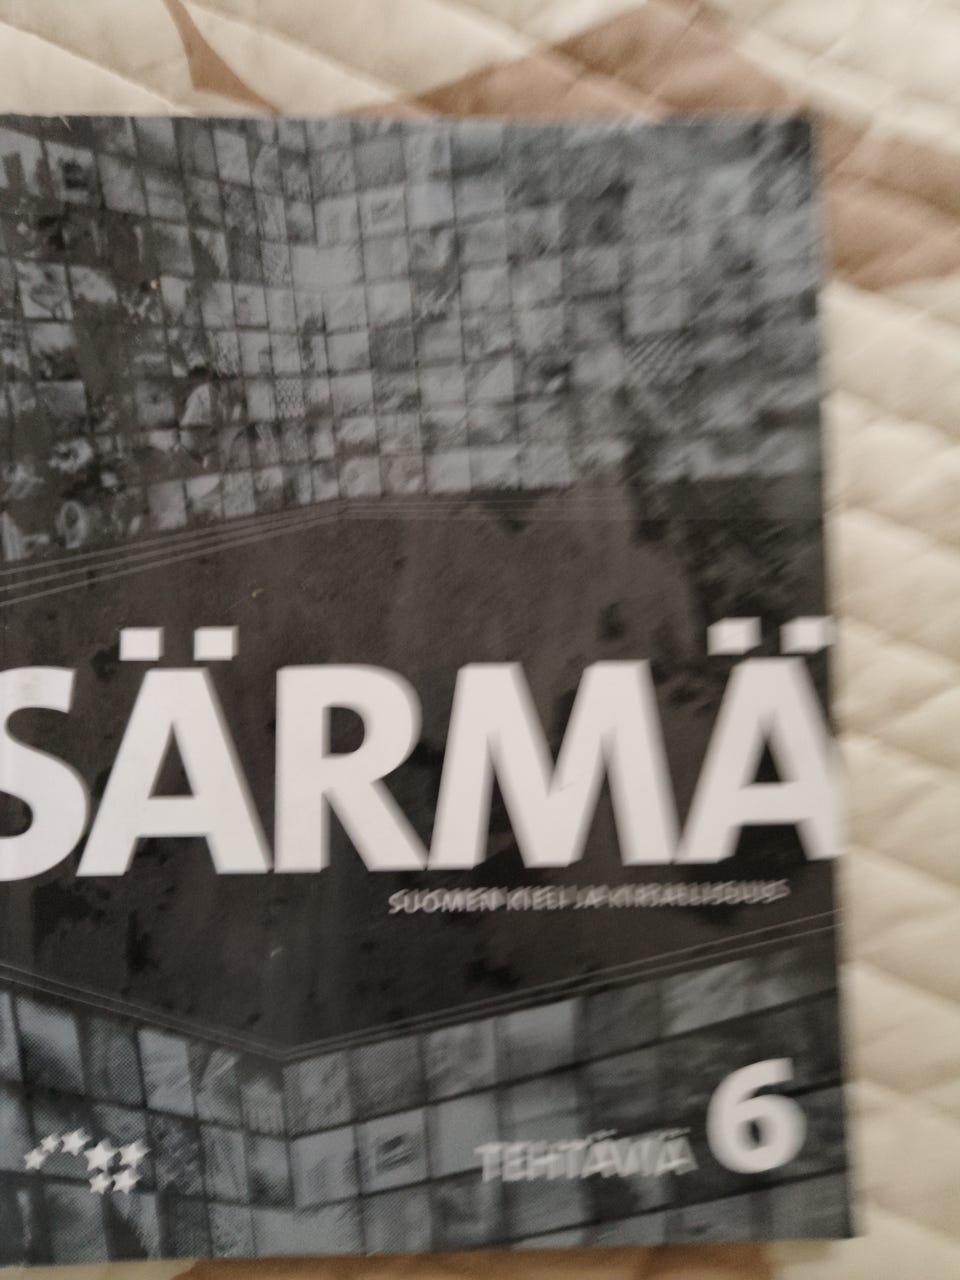 SÄRMÄ
SUOMEN KIELI JA KIRJALLISUUS
TEHTÄVIÄ 6